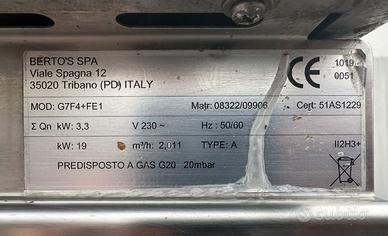 BERTO'S SPA
Viale Spagna 12
35020 Tribano (PD) ITALY
CE 1019
0051
MOD: G7F4+FE1 Matr: 08322/09906 Cert: 51AS1229
Σ Qn kW: 3,3 V 230 ~ Hz : 50/60
kW: 19 m³/h: 2,011 TYPE: A II2H3+
PREDISPOSTO A GAS G20 20mbar
subito